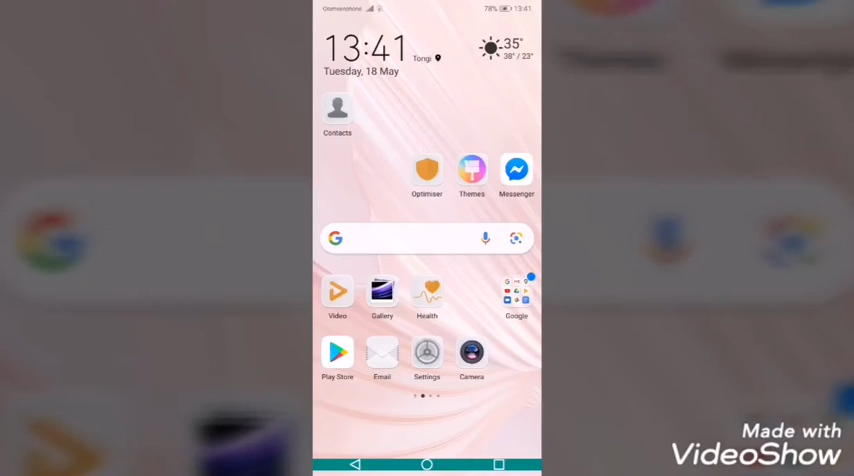 Grameenphone 78% 13:41
13:41
Tongi
Tuesday, 18 May
35°
38° / 23°
Contacts
Optimiser Themes Messenger
Video Gallery Health Google
Play Store Email Settings Camera
Made with
VideoShow